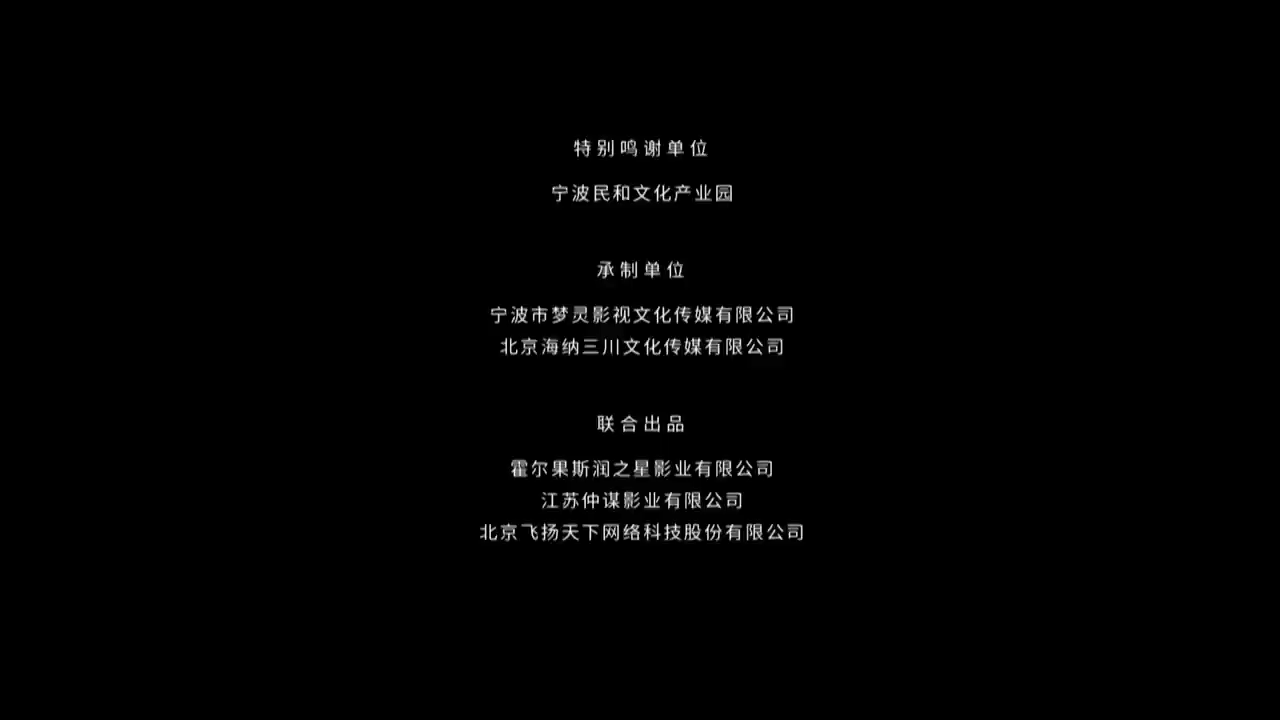 特别鸣谢单位
宁波民和文化产业园
承制单位
宁波市梦灵影视文化传媒有限公司
北京海纳三川文化传媒有限公司
联合出品
霍尔果斯润之星影业有限公司
江苏仲谋影业有限公司
北京飞扬天下网络科技股份有限公司